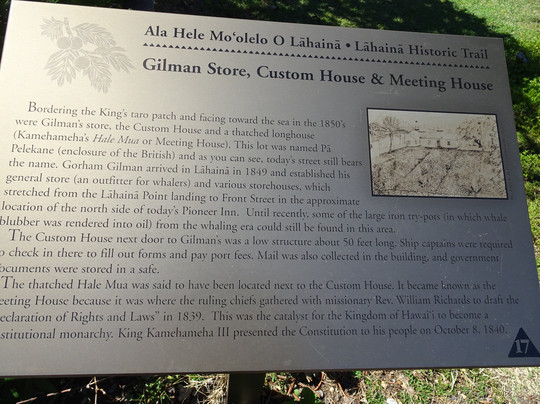 Ala Hele Mo‘olelo O Lāhainā • Lāhainā Historic Trail
Gilman Store, Custom House & Meeting House
Bordering the King's taro patch and facing toward the sea in the 1850's
were Gilman's store, the Custom House and a thatched longhouse
(Kamehameha's Hale Mua or Meeting House). This lot was named Pā
Pelekane (enclosure of the British) and as you can see, today's street still bears
the name. Gorham Gilman arrived in Lāhainā in 1849 and established his
general store (an outfitter for whalers) and various storehouses, which
stretched from the Lāhainā Point landing to Front Street in the approximate
location of the north side of today's Pioneer Inn. Until recently, some of the large iron try-pots (in which whale
blubber was rendered into oil) from the whaling era could still be found in this area.
The Custom House next door to Gilman's was a low structure about 50 feet long. Ship captains were required
to check in there to fill out forms and pay port fees. Mail was also collected in the building, and government
ocuments were stored in a safe.
The thatched Hale Mua was said to have been located next to the Custom House. It became known as the
eeting House because it was where the ruling chiefs gathered with missionary Rev. William Richards to draft the
eclaration of Rights and Laws" in 1839. This was the catalyst for the Kingdom of Hawai‘i to become a
nstitutional monarchy. King Kamehameha III presented the Constitution to his people on October 8, 1840.
17